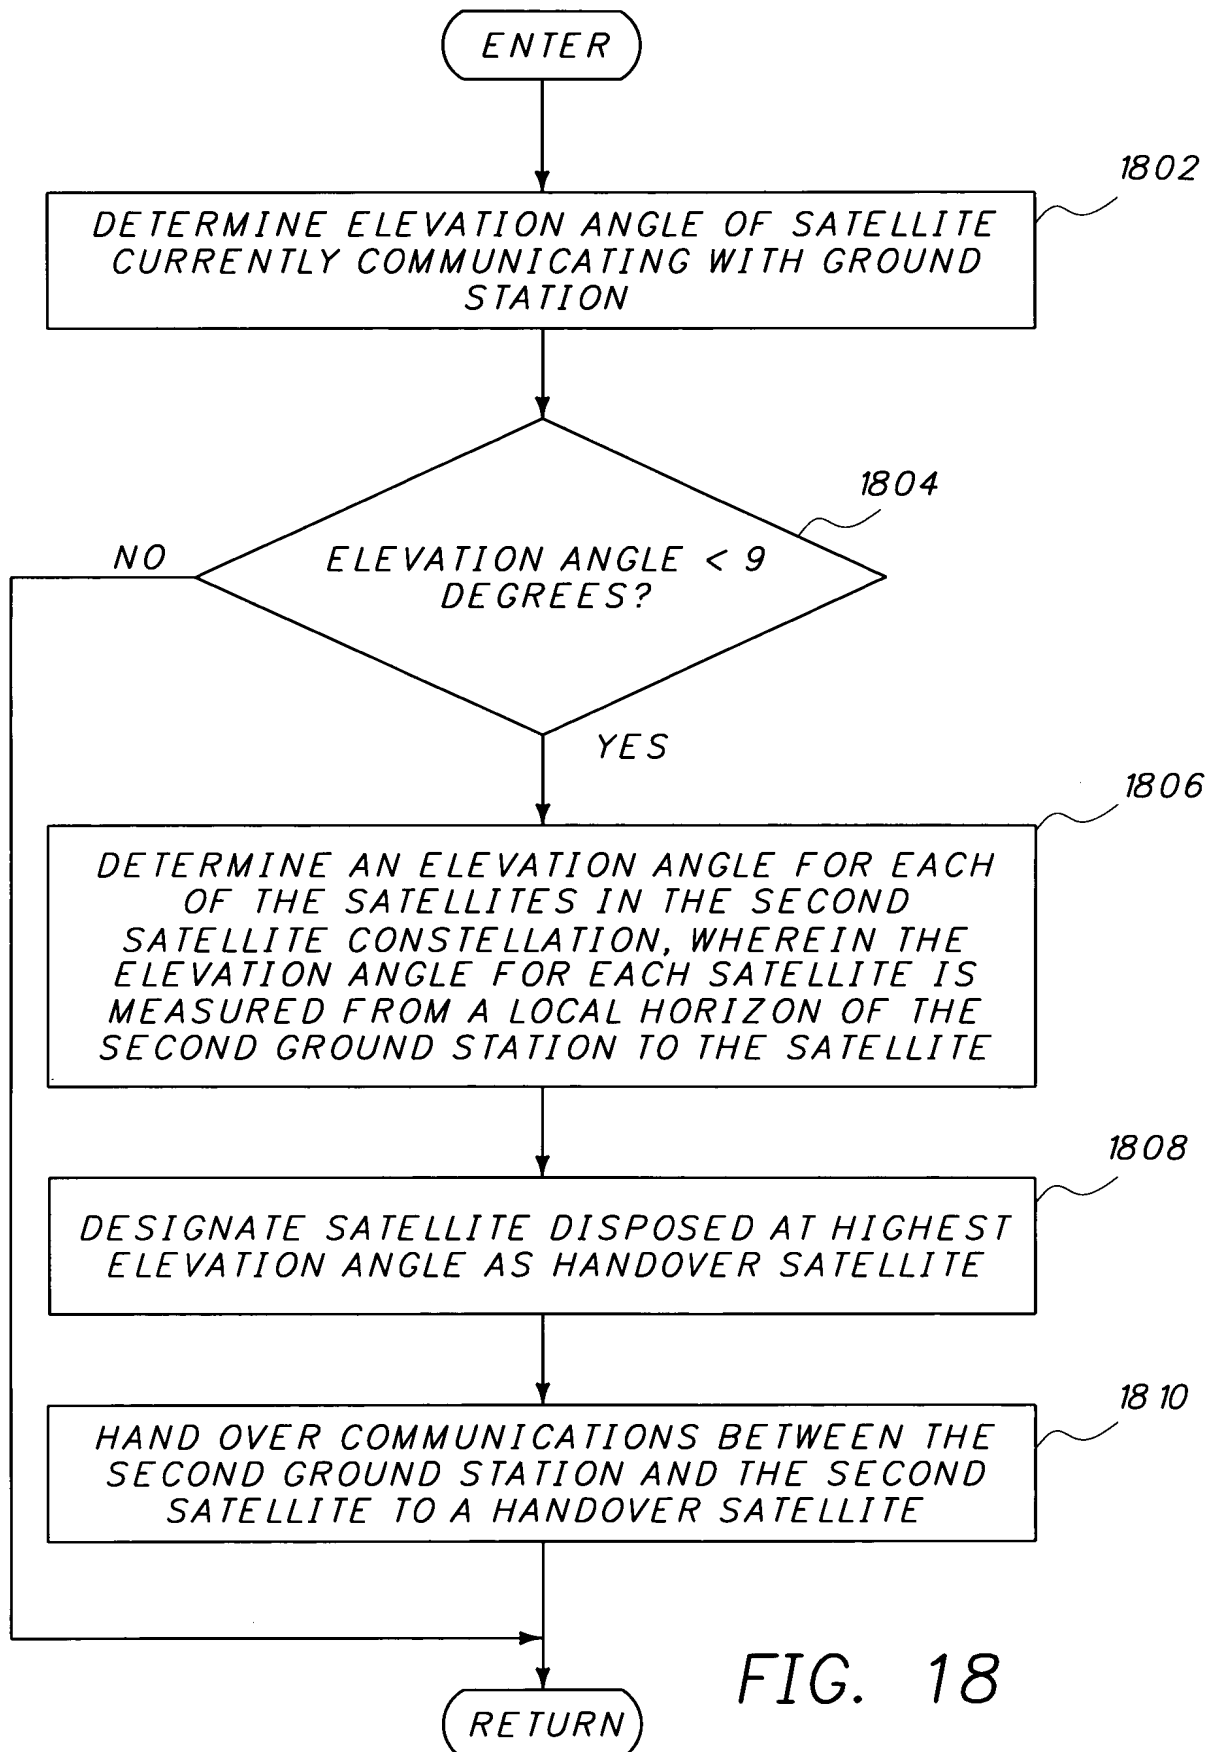 ENTER
1802
DETERMINE ELEVATION ANGLE OF SATELLITE
CURRENTLY COMMUNICATING WITH GROUND
STATION
1804
NO
ELEVATION ANGLE < 9
DEGREES?
YES
1806
DETERMINE AN ELEVATION ANGLE FOR EACH
OF THE SATELLITES IN THE SECOND
SATELLITE CONSTELLATION, WHEREIN THE
ELEVATION ANGLE FOR EACH SATELLITE IS
MEASURED FROM A LOCAL HORIZON OF THE
SECOND GROUND STATION TO THE SATELLITE
1808
DESIGNATE SATELLITE DISPOSED AT HIGHEST
ELEVATION ANGLE AS HANDOVER SATELLITE
1810
HAND OVER COMMUNICATIONS BETWEEN THE
SECOND GROUND STATION AND THE SECOND
SATELLITE TO A HANDOVER SATELLITE
FIG. 18
RETURN